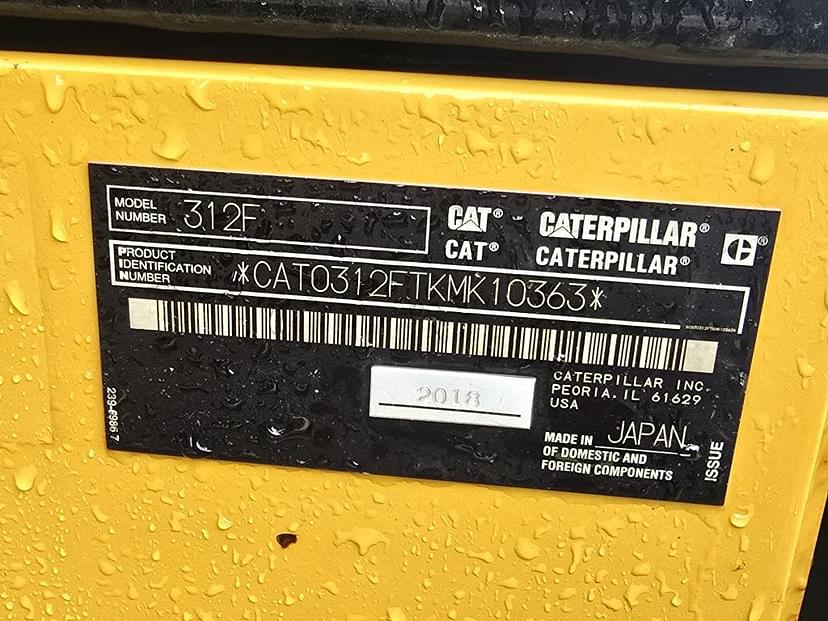 MODEL
NUMBER 312F
CAT® CATERPILLAR®
CAT® CATERPILLAR®
C®
PRODUCT
IDENTIFICATION
NUMBER *CAT0312FTKMK10363*
2018
CATERPILLAR INC.
PEORIA, IL 61629
USA
MADE IN JAPAN
OF DOMESTIC AND
FOREIGN COMPONENTS
ISSUE